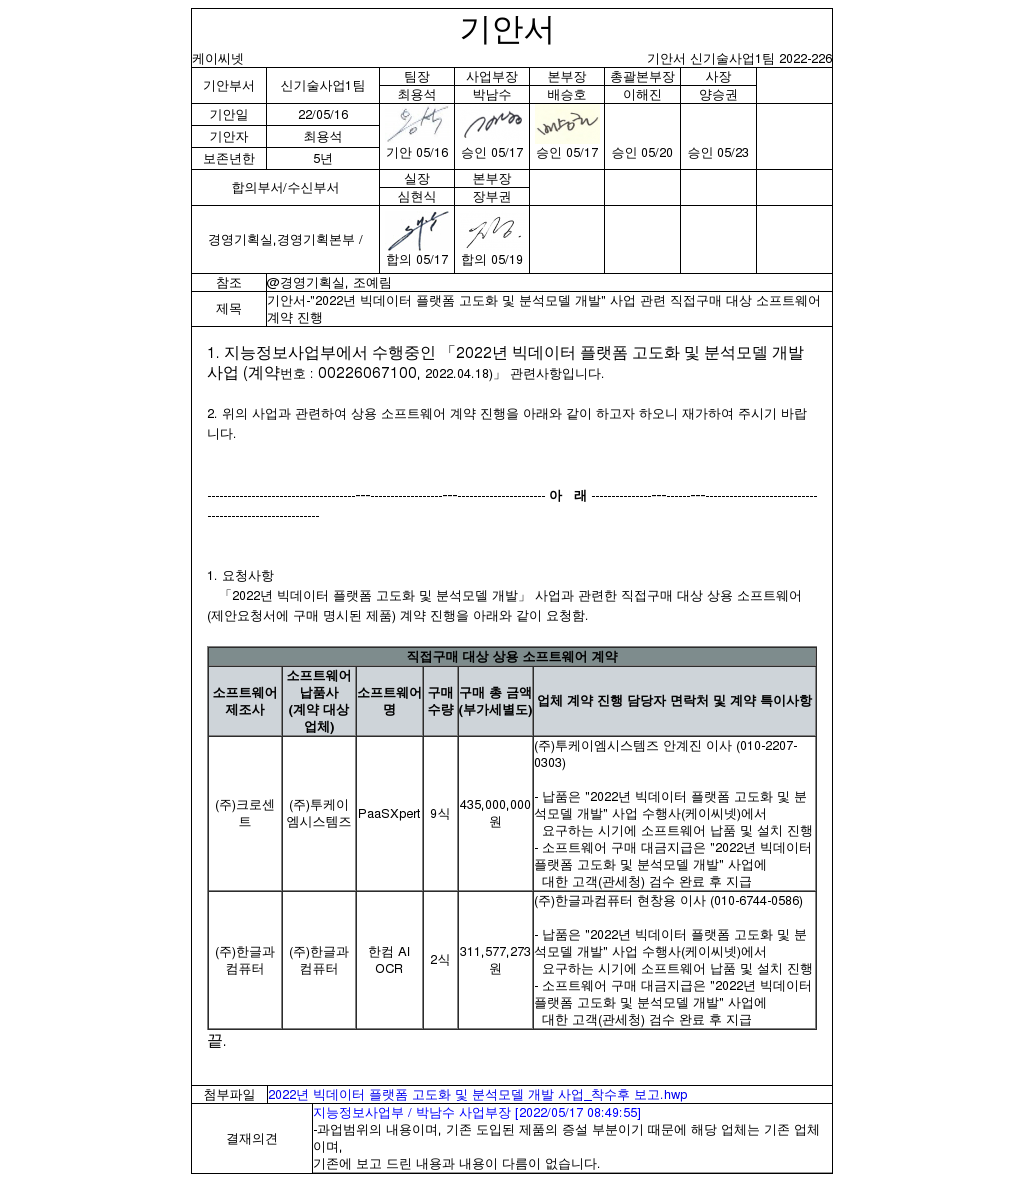 기안서
케이씨넷 기안서 신기술사업1팀 2022-226
기안부서 신기술사업1팀 팀장 사업부장 본부장 총괄본부장 사장
최용석 박남수 배승호 이해진 양승권
기안일 22/05/16
기안자 최용석
보존년한 5년
기안 05/16 승인 05/17 승인 05/17 승인 05/20 승인 05/23
합의부서/수신부서 실장 본부장
심현식 장부권
경영기획실,경영기획본부 /
합의 05/17 합의 05/19
참조 @경영기획실, 조예림
제목 기안서-"2022년 빅데이터 플랫폼 고도화 및 분석모델 개발" 사업 관련 직접구매 대상 소프트웨어
계약 진행
1. 지능정보사업부에서 수행중인 「2022년 빅데이터 플랫폼 고도화 및 분석모델 개발
사업 (계약번호 : 00226067100, 2022.04.18)」 관련사항입니다.
2. 위의 사업과 관련하여 상용 소프트웨어 계약 진행을 아래와 같이 하고자 하오니 재가하여 주시기 바랍
니다.
아 래
1. 요청사항
「2022년 빅데이터 플랫폼 고도화 및 분석모델 개발」 사업과 관련한 직접구매 대상 상용 소프트웨어
(제안요청서에 구매 명시된 제품) 계약 진행을 아래와 같이 요청함.
직접구매 대상 상용 소프트웨어 계약
소프트웨어
제조사
소프트웨어
납품사
(계약 대상
업체)
소프트웨어
명
구매
수량
구매 총 금액
(부가세별도)
업체 계약 진행 담당자 면락처 및 계약 특이사항
(주)크로센
트
(주)투케이
엠시스템즈
PaaSXpert
9식
435,000,000
원
(주)투케이엠시스템즈 안계진 이사 (010-2207-
0303)
- 납품은 "2022년 빅데이터 플랫폼 고도화 및 분
석모델 개발" 사업 수행사(케이씨넷)에서
요구하는 시기에 소프트웨어 납품 및 설치 진행
- 소프트웨어 구매 대금지급은 "2022년 빅데이터
플랫폼 고도화 및 분석모델 개발" 사업에
대한 고객(관세청) 검수 완료 후 지급
(주)한글과
컴퓨터
(주)한글과
컴퓨터
한컴 AI
OCR
2식
311,577,273
원
(주)한글과컴퓨터 현창용 이사 (010-6744-0586)
- 납품은 "2022년 빅데이터 플랫폼 고도화 및 분
석모델 개발" 사업 수행사(케이씨넷)에서
요구하는 시기에 소프트웨어 납품 및 설치 진행
- 소프트웨어 구매 대금지급은 "2022년 빅데이터
플랫폼 고도화 및 분석모델 개발" 사업에
대한 고객(관세청) 검수 완료 후 지급
끝.
첨부파일 2022년 빅데이터 플랫폼 고도화 및 분석모델 개발 사업_착수후 보고.hwp
결재의견
지능정보사업부 / 박남수 사업부장 [2022/05/17 08:49:55]
-과업범위의 내용이며, 기존 도입된 제품의 증설 부분이기 때문에 해당 업체는 기존 업체
이며,
기존에 보고 드린 내용과 내용이 다름이 없습니다.